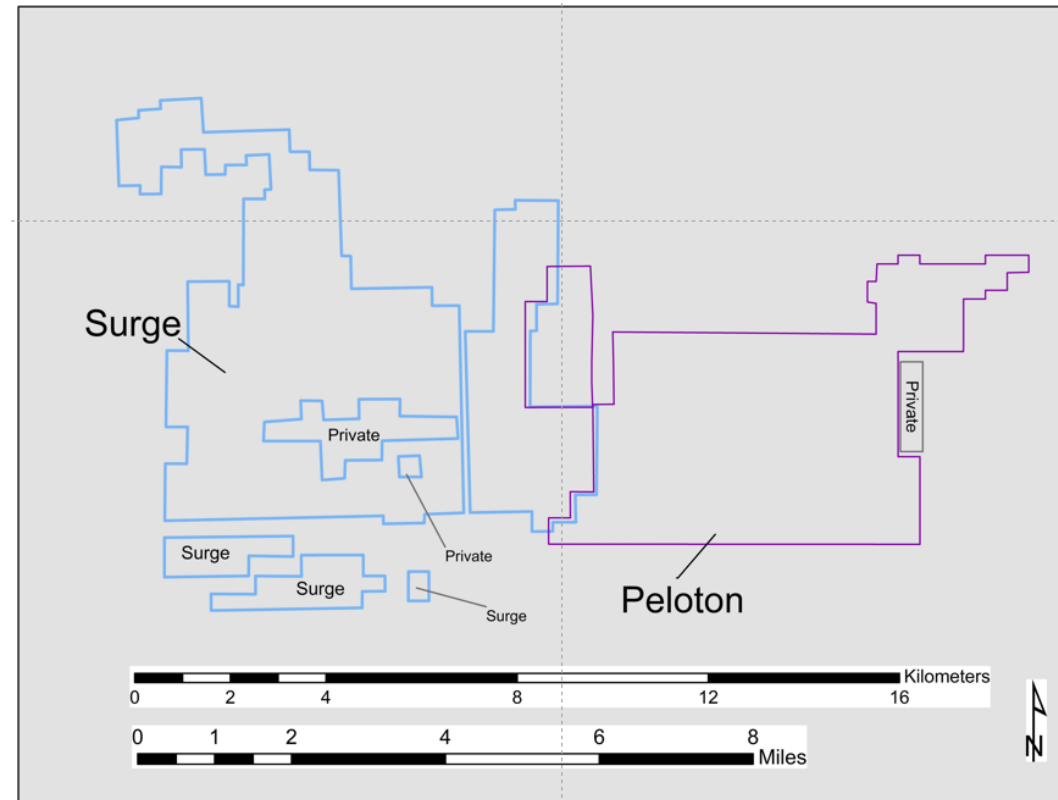 Surge
Private
Private
Private
Surge
Surge
Surge
Peloton
Kilometers
0 2 4 8 12 16
N
0 1 2 4 6 8
Miles